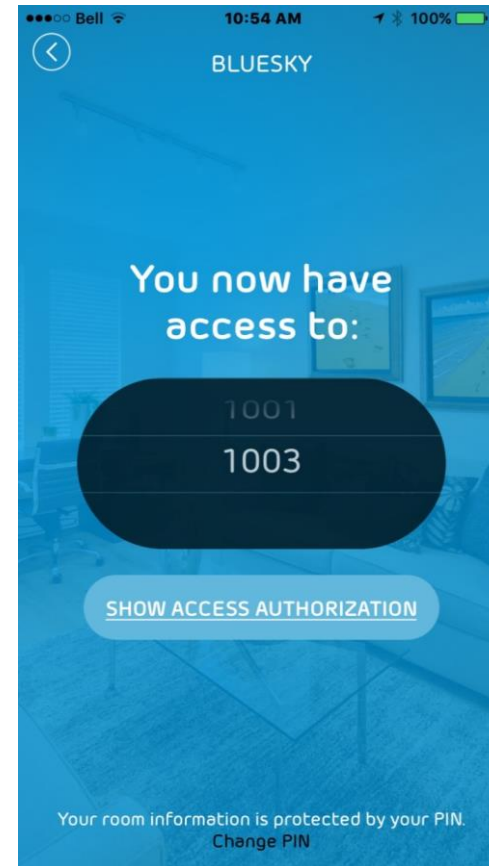 Bell 10:54 AM 100%
BLUESKY
You now have
access to:
1001
1003
SHOW ACCESS AUTHORIZATION
Your room information is protected by your PIN.
Change PIN